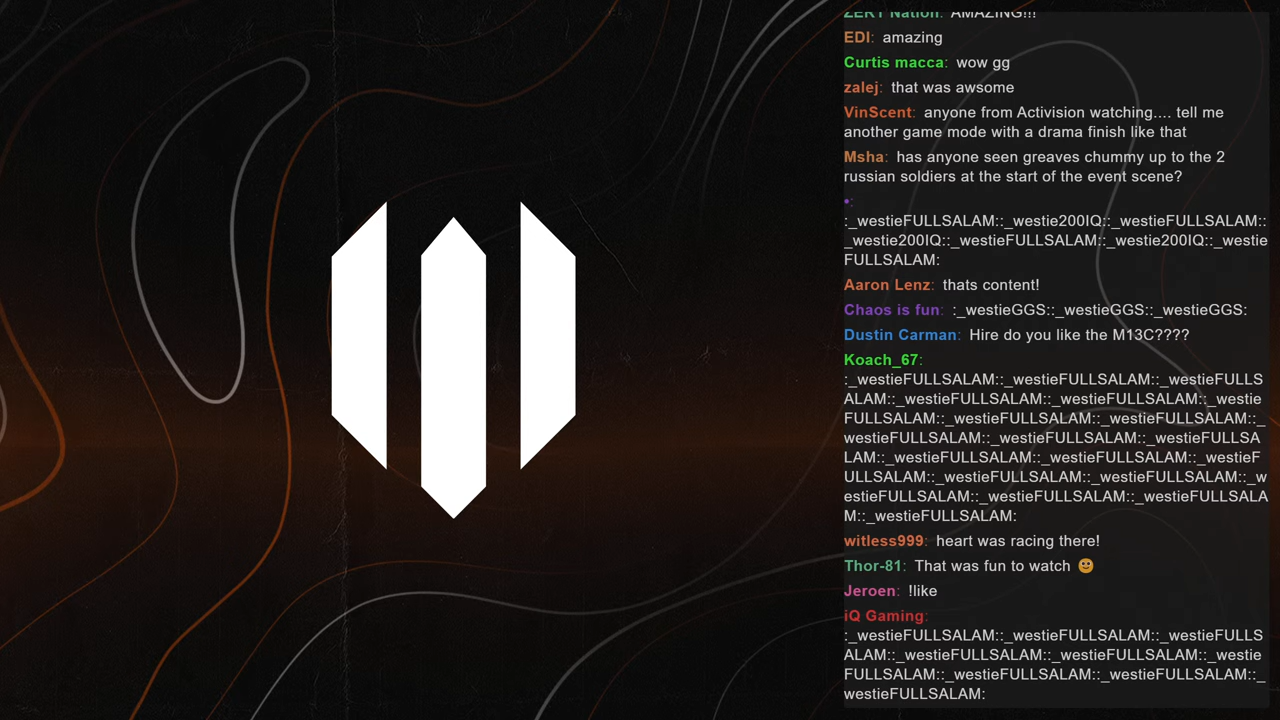 ZERT Nation: AMAZING!!!
EDI: amazing
Curtis macca: wow gg
zalej: that was awsome
VinScent: anyone from Activision watching.... tell me
another game mode with a drama finish like that
Msha: has anyone seen greaves chummy up to the 2
russian soldiers at the start of the event scene?
•:
:_westieFULLSALAM::_westie200IQ::_westieFULLSALAM::
_westie200IQ::_westieFULLSALAM::_westie200IQ::_westie
FULLSALAM:
Aaron Lenz: thats content!
Chaos is fun: :_westieGGS::_westieGGS::_westieGGS:
Dustin Carman: Hire do you like the M13C????
Koach_67:
:_westieFULLSALAM::_westieFULLSALAM::_westieFULLS
ALAM::_westieFULLSALAM::_westieFULLSALAM::_westie
FULLSALAM::_westieFULLSALAM::_westieFULLSALAM::_
westieFULLSALAM::_westieFULLSALAM::_westieFULLSA
LAM::_westieFULLSALAM::_westieFULLSALAM::_westieF
ULLSALAM::_westieFULLSALAM::_westieFULLSALAM::_w
estieFULLSALAM::_westieFULLSALAM::_westieFULLSALA
M::_westieFULLSALAM:
witless999: heart was racing there!
Thor-81: That was fun to watch 🙂
Jeroen: !like
iQ Gaming:
:_westieFULLSALAM::_westieFULLSALAM::_westieFULLS
ALAM::_westieFULLSALAM::_westieFULLSALAM::_westie
FULLSALAM::_westieFULLSALAM::_westieFULLSALAM::_
westieFULLSALAM: